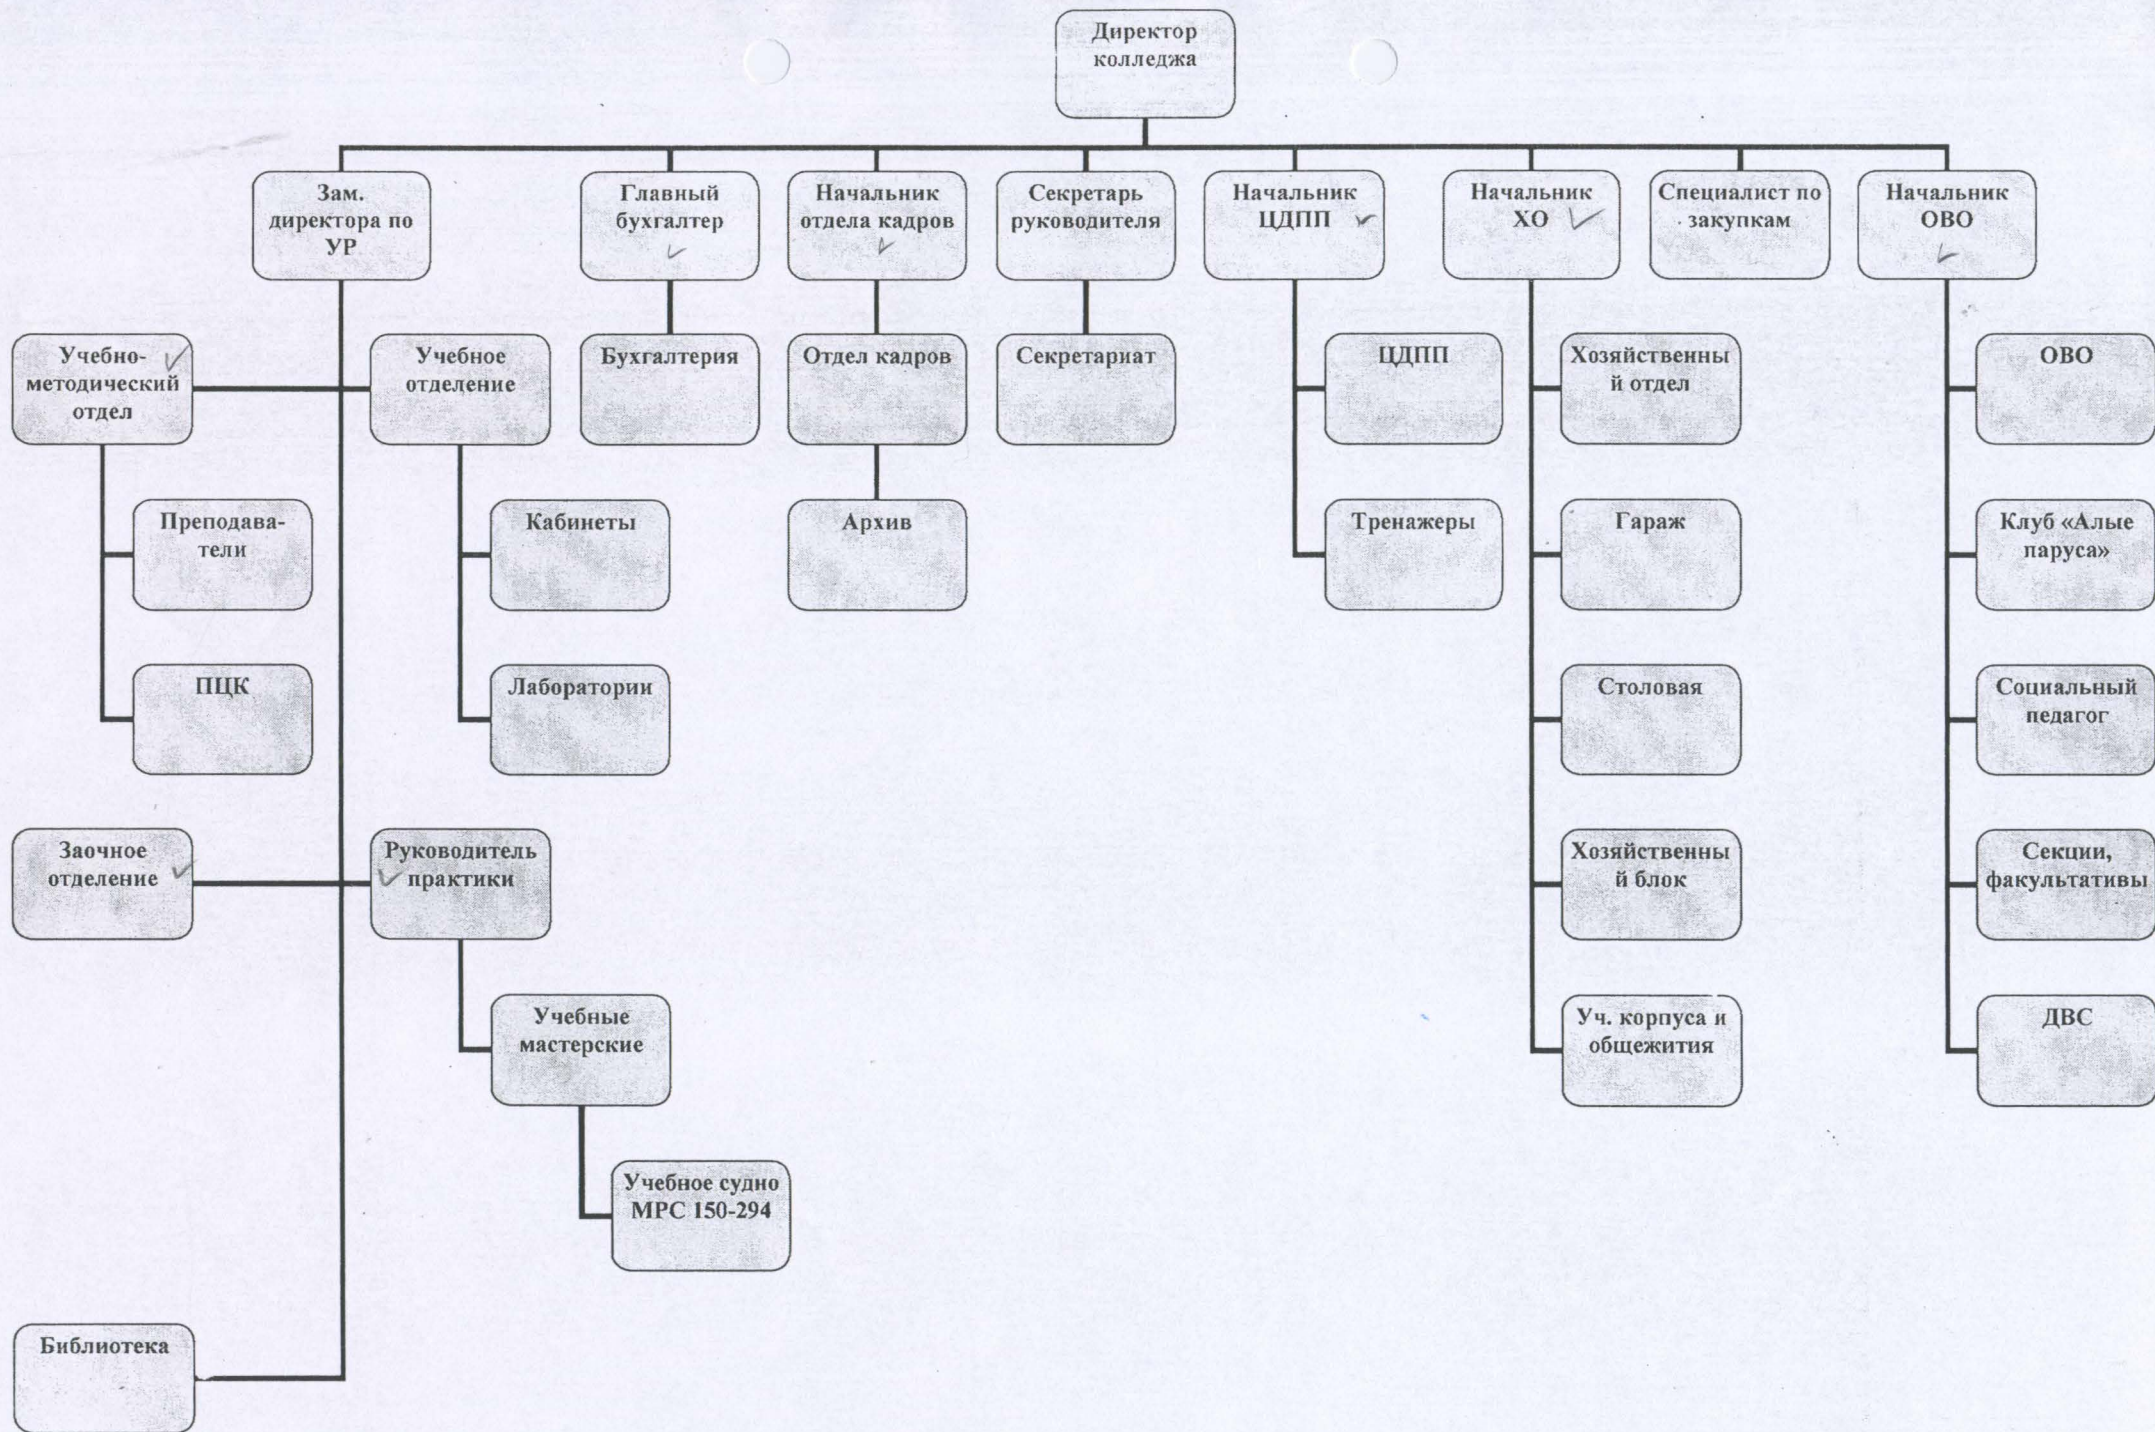 Директор
колледжа
Зам.
директора по
УР
Главный
бухгалтер
Начальник
отдела кадров
Секретарь
руководителя
Начальник
ЦДПП
Начальник
ХО
Специалист по
закупкам
Начальник
ОВО
Учебно-
методический
отдел
Учебное
отделение
Бухгалтерия
Отдел кадров
Секретариат
ЦДПП
Хозяйственны
й отдел
ОВО
Преподава-
тели
Кабинеты
Архив
Тренажеры
Гараж
Клуб «Алые
паруса»
ПЦК
Лаборатории
Столовая
Социальный
педагог
Заочное
отделение
Руководитель
практики
Хозяйственны
й блок
Секции,
факультативы
Учебные
мастерские
Уч. корпуса и
общежития
ДВС
Учебное судно
МРС 150-294
Библиотека